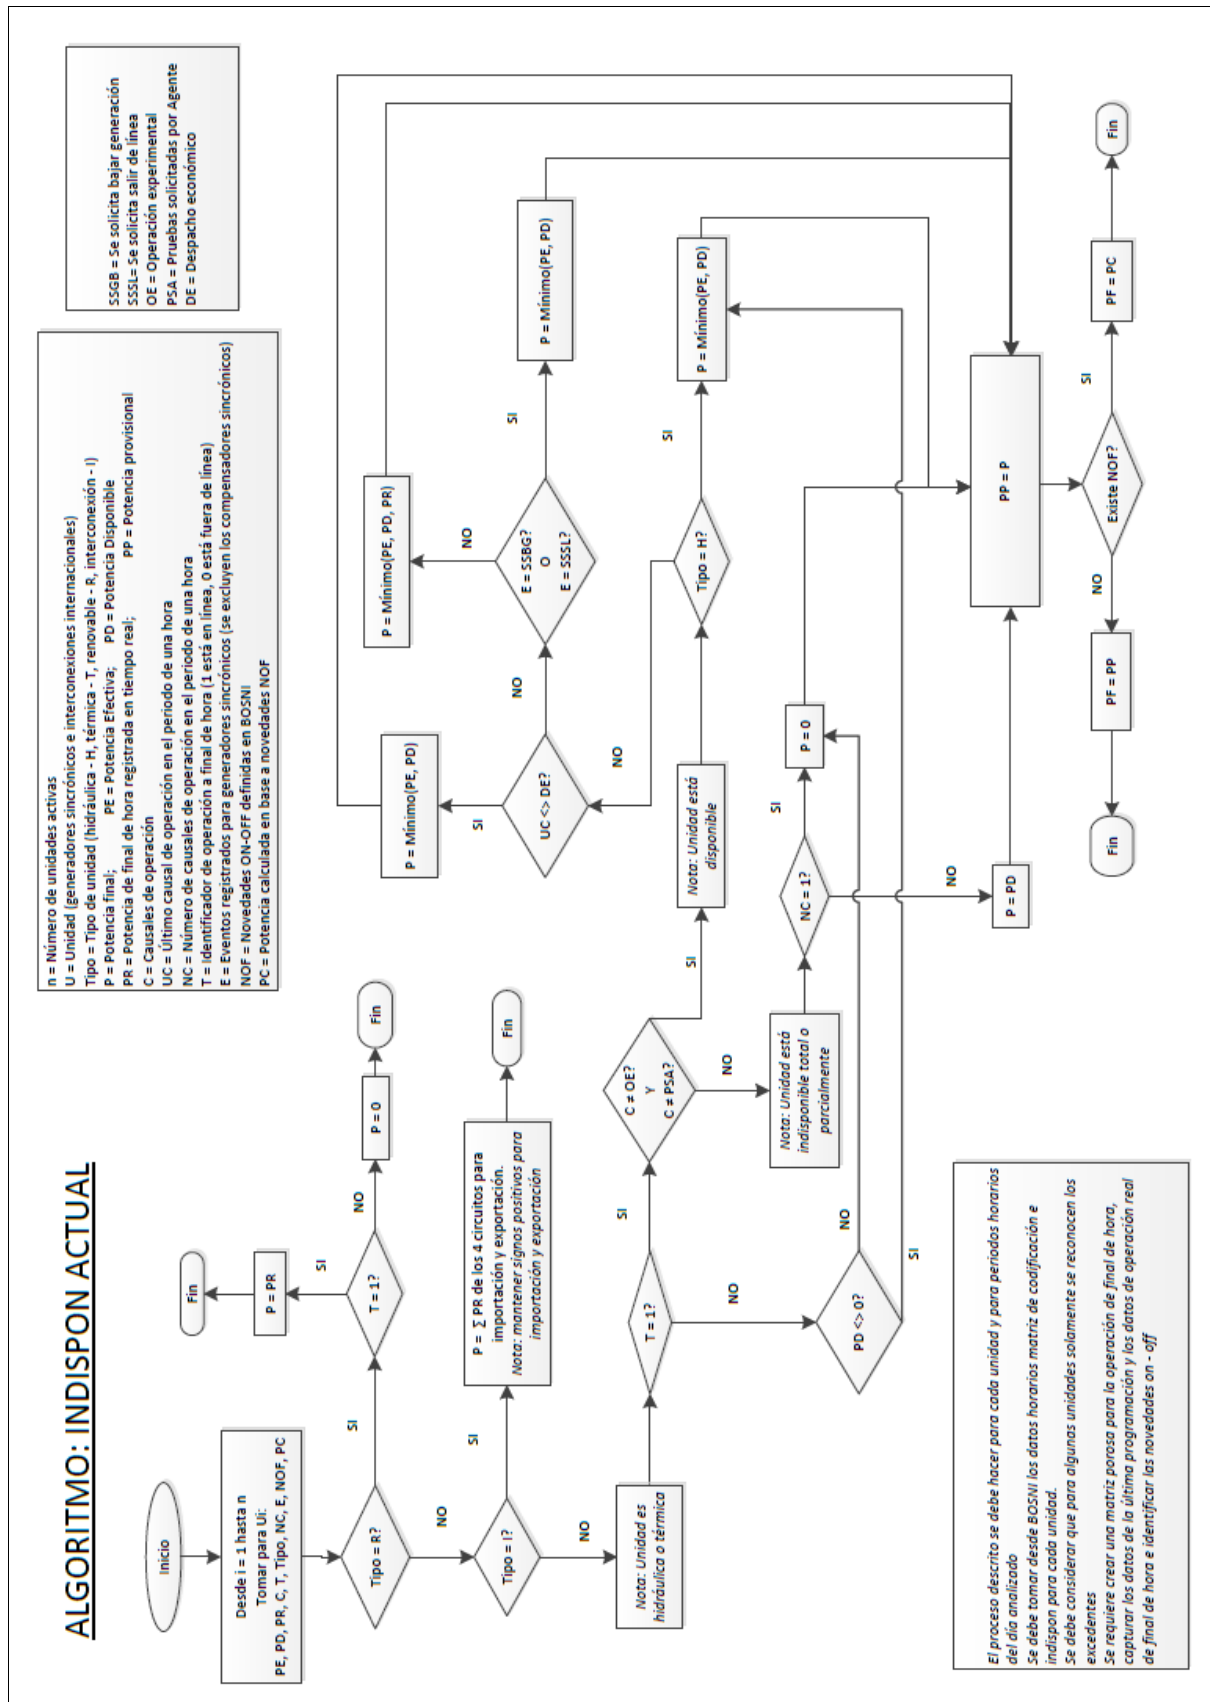 ALGORITMO: INDISPON ACTUAL
n = Número de unidades activas
U = Unidad (generadores sincrónicos e interconexiones internacionales)
Tipo = Tipo de unidad (hidráulica - H, térmica - T, renovable - R, interconexión - I)
P = Potencia final; PE = Potencia Efectiva; PD = Potencia Disponible
PR = Potencia de final de hora registrada en tiempo real; PP = Potencia provisional
C = Causales de operación
UC = Último causal de operación en el periodo de una hora
NC = Número de causales de operación en el periodo de una hora
T = Identificador de operación a final de hora (1 está en línea, 0 está fuera de línea)
E = Eventos registrados para generadores sincrónicos (se excluyen los compensadores sincrónicos)
NOF = Novedades ON-OFF definidas en BOSNI
PC = Potencia calculada en base a novedades NOF
SSGB = Se solicita bajar generación
SSSL= Se solicita salir de línea
OE = Operación experimental
PSA = Pruebas solicitadas por Agente
DE = Despacho económico
Inicio
Desde i = 1 hasta n
Tomar para Ui:
PE, PD, PR, C, T, Tipo, NC, E, NOF, PC
Tipo = R?
SI
T = 1?
SI
P = PR
Fin
NO
P = 0
Fin
NO
Tipo = I?
SI
P = ∑ PR de los 4 circuitos para
importación y exportación.
Nota: mantener signos positivos para
importación y exportación
Fin
NO
Nota: Unidad es
hidráulica o térmica
T = 1?
SI
C ≠ OE?
Y
C ≠ PSA?
SI
Nota: Unidad está
disponible
Tipo = H?
SI
P = Mínimo(PE, PD)
NO
UC <> DE?
SI
P = Mínimo(PE, PD)
NO
E = SSBG?
O
E = SSSL?
NO
P = Mínimo(PE, PD, PR)
SI
P = Mínimo(PE, PD)
NO
Nota: Unidad está
indisponible total o
parcialmente
NC = 1?
SI
P = 0
NO
P = PD
NO
PD <> 0?
NO
SI
PP = P
Existe NOF?
SI
PF = PC
Fin
NO
PF = PP
Fin
El proceso descrito se debe hacer para cada unidad y para periodos horarios
del día analizado
Se debe tomar desde BOSNI los datos horarios matriz de codificación e
indispon para cada unidad.
Se debe considerar que para algunas unidades solamente se reconocen los
excedentes
Se requiere crear una matriz porosa para la operación de final de hora,
capturar los datos de la última programación y los datos de operación real
de final de hora e identificar las novedades on - off